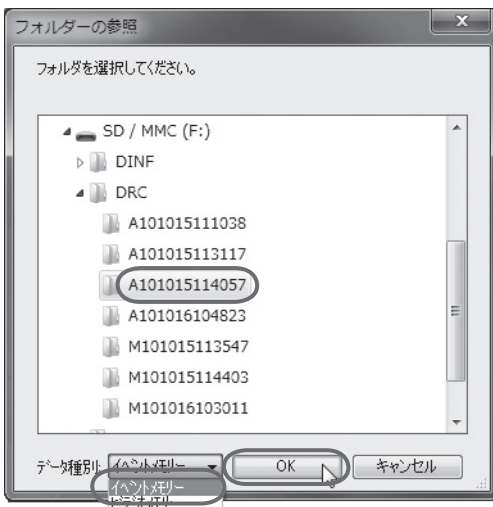 フォルダーの参照
x
フォルダを選択してください。
SD / MMC (F:)
DINF
DRC
A101015111038
A101015113117
A101015114057
A101016104823
M101015113547
M101015114403
M101016103011
データ種別: イベントメモリー OK キャンセル
イベントメモリー